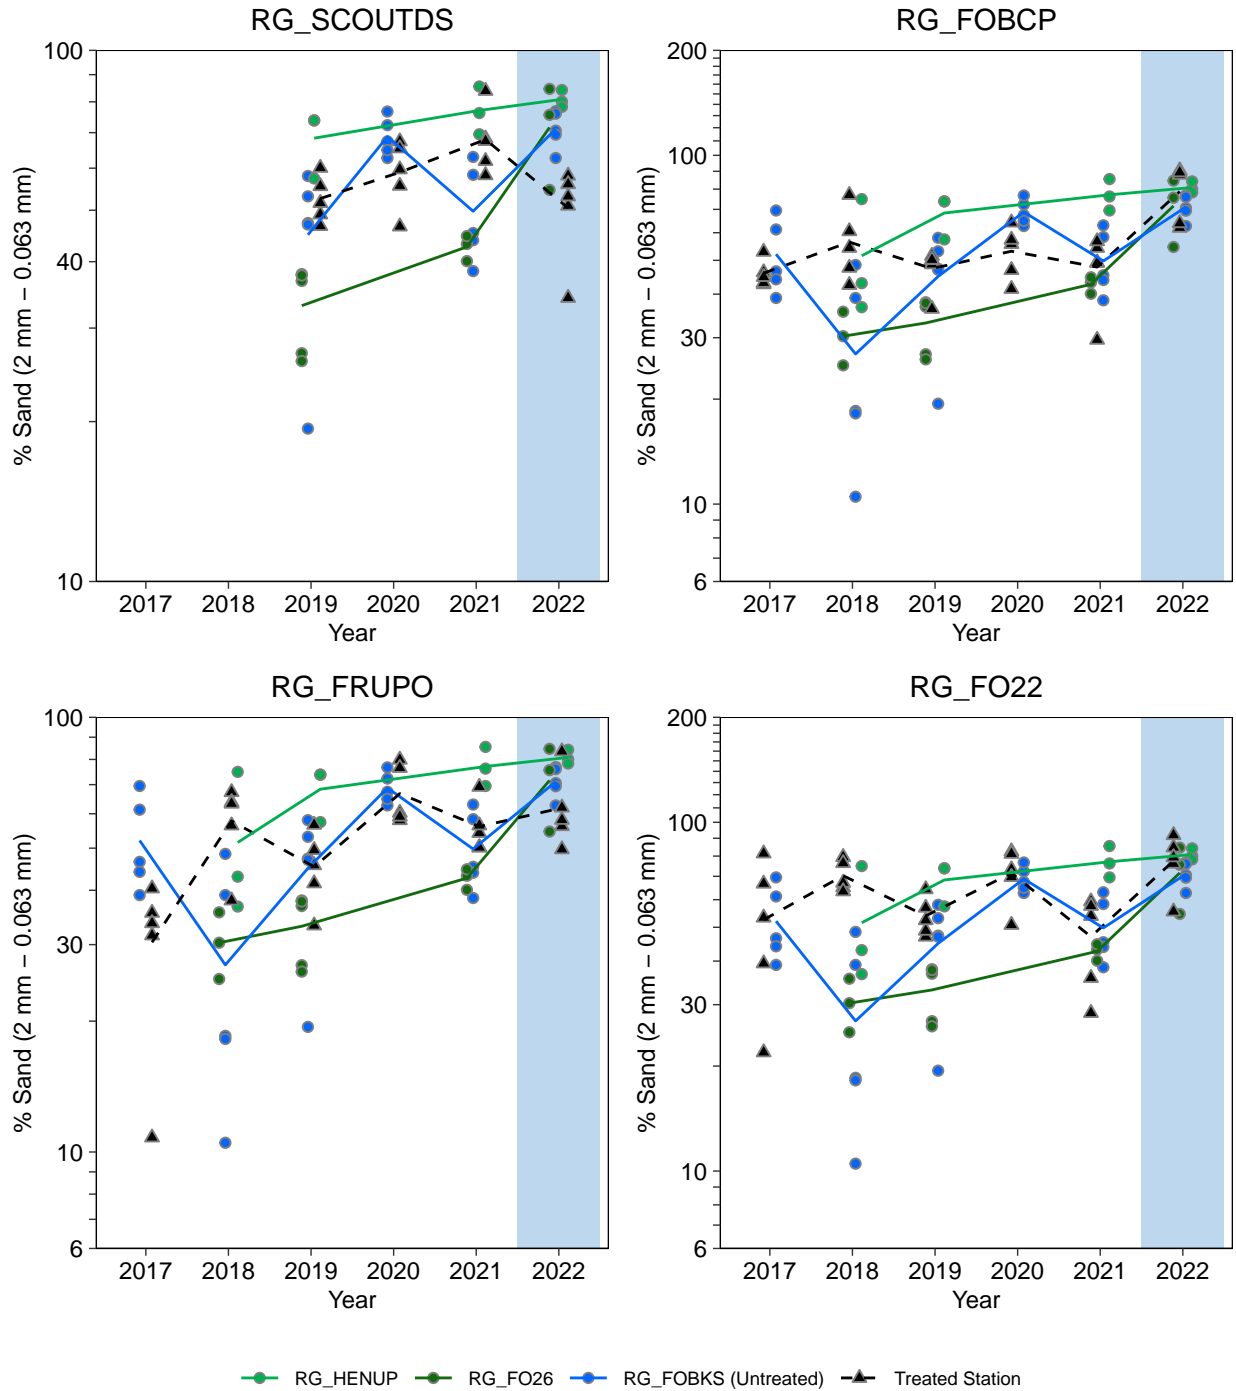 RG_SCOUTDS
% Sand (2 mm − 0.063 mm)
100
40
10
2017 2018 2019 2020 2021 2022
Year
RG_FOBCP
% Sand (2 mm − 0.063 mm)
200
100
30
10
6
2017 2018 2019 2020 2021 2022
Year
RG_FRUPO
% Sand (2 mm − 0.063 mm)
100
30
10
6
2017 2018 2019 2020 2021 2022
Year
RG_FO22
% Sand (2 mm − 0.063 mm)
200
100
30
10
6
2017 2018 2019 2020 2021 2022
Year
RG_HENUP RG_FO26 RG_FOBKS (Untreated) Treated Station